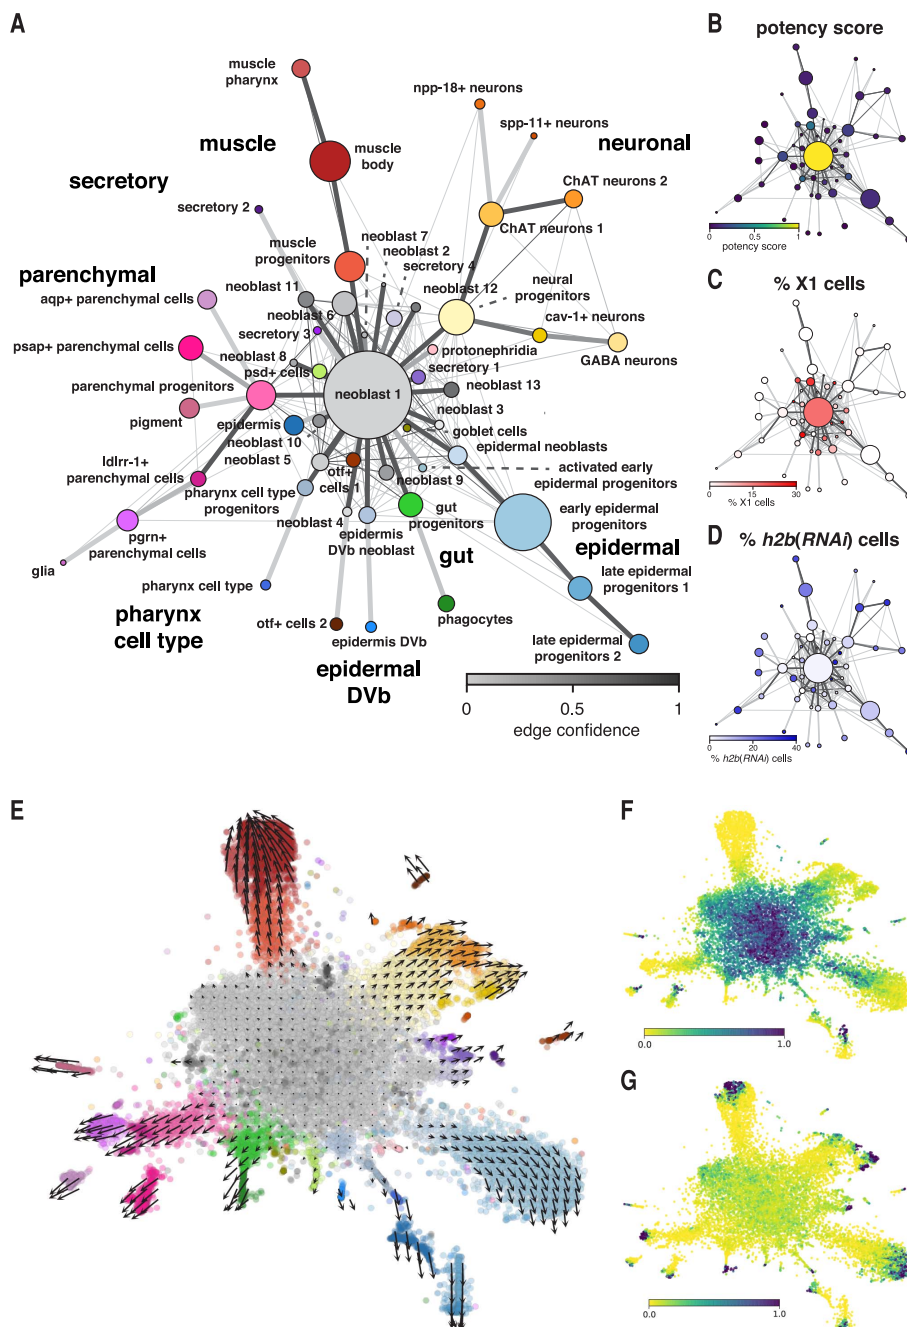 A
muscle
pharynx
npp-18+ neurons
spp-11+ neurons
muscle
muscle
body
neuronal
secretory
ChAT neurons 2
secretory 2
ChAT neurons 1
neoblast 7
neoblast 2
secretory 4
muscle
progenitors
parenchymal
neoblast 11
neoblast 12
neural
progenitors
aqp+ parenchymal cells
neoblast 6
cav-1+ neurons
secretory 3
psap+ parenchymal cells
neoblast 8
protonephridia
GABA neurons
psd+ cells
secretory 1
parenchymal progenitors
neoblast 1
neoblast 13
neoblast 3
pigment
epidermis
goblet cells
neoblast 10
epidermal neoblasts
neoblast 5
ldlrr-1+
parenchymal cells
otf+
cells 1
neoblast 9
activated early
epidermal progenitors
pharynx cell type
progenitors
gut
progenitors
early epidermal
progenitors
neoblast 4
pgrn+
parenchymal cells
epidermis
DVb neoblast
gut
epidermal
glia
pharynx cell type
late epidermal
progenitors 1
pharynx
cell type
phagocytes
otf+ cells 2
epidermis DVb
late epidermal
progenitors 2
epidermal
DVb
0
0.5
1
edge confidence
B
potency score
0
0.5
1
potency score
C
% X1 cells
0
15
30
% X1 cells
D
% h2b(RNAi) cells
0
20
40
% h2b(RNAi) cells
E
F
0.0
1.0
G
0.0
1.0